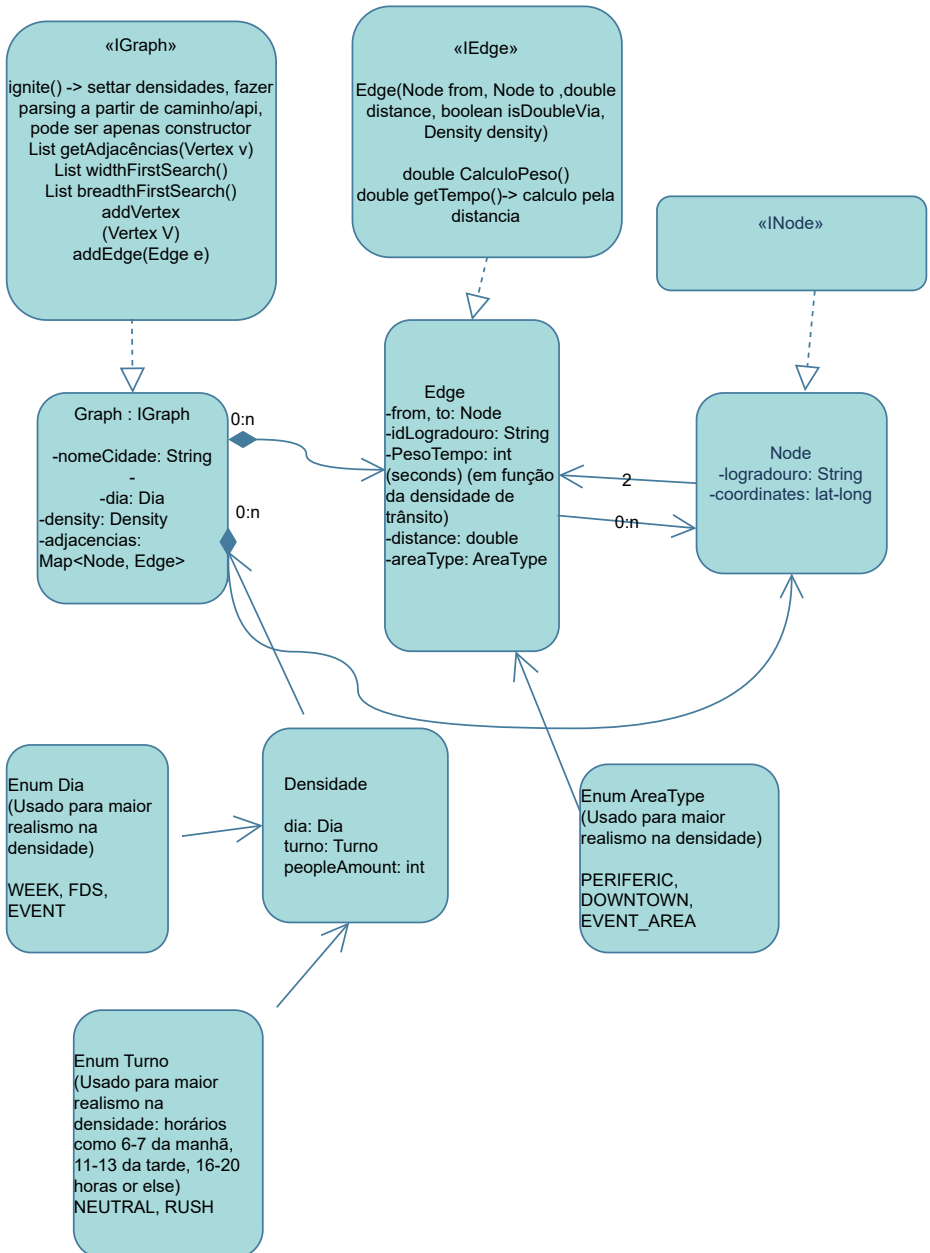 «IGraph»
ignite() -> settar densidades, fazer
parsing a partir de caminho/api,
pode ser apenas constructor
List getAdjacências(Vertex v)
List widthFirstSearch()
List breadthFirstSearch()
addVertex
(Vertex V)
addEdge(Edge e)
«IEdge»
Edge(Node from, Node to ,double
distance, boolean isDoubleVia,
Density density)
double CalculoPeso()
double getTempo()-> calculo pela
distancia
«INode»
Graph : IGraph
-nomeCidade: String
-
-dia: Dia
-density: Density
-adjacencias:
Map<Node, Edge>
0:n
0:n
Edge
-from, to: Node
-idLogradouro: String
-PesoTempo: int
(seconds) (em função
da densidade de
trânsito)
-distance: double
-areaType: AreaType
2
0:n
Node
-logradouro: String
-coordinates: lat-long
Enum Dia
(Usado para maior
realismo na
densidade)
WEEK, FDS,
EVENT
Densidade
dia: Dia
turno: Turno
peopleAmount: int
Enum AreaType
(Usado para maior
realismo na densidade)
PERIFERIC,
DOWNTOWN,
EVENT_AREA
Enum Turno
(Usado para maior
realismo na
densidade: horários
como 6-7 da manhã,
11-13 da tarde, 16-20
horas or else)
NEUTRAL, RUSH